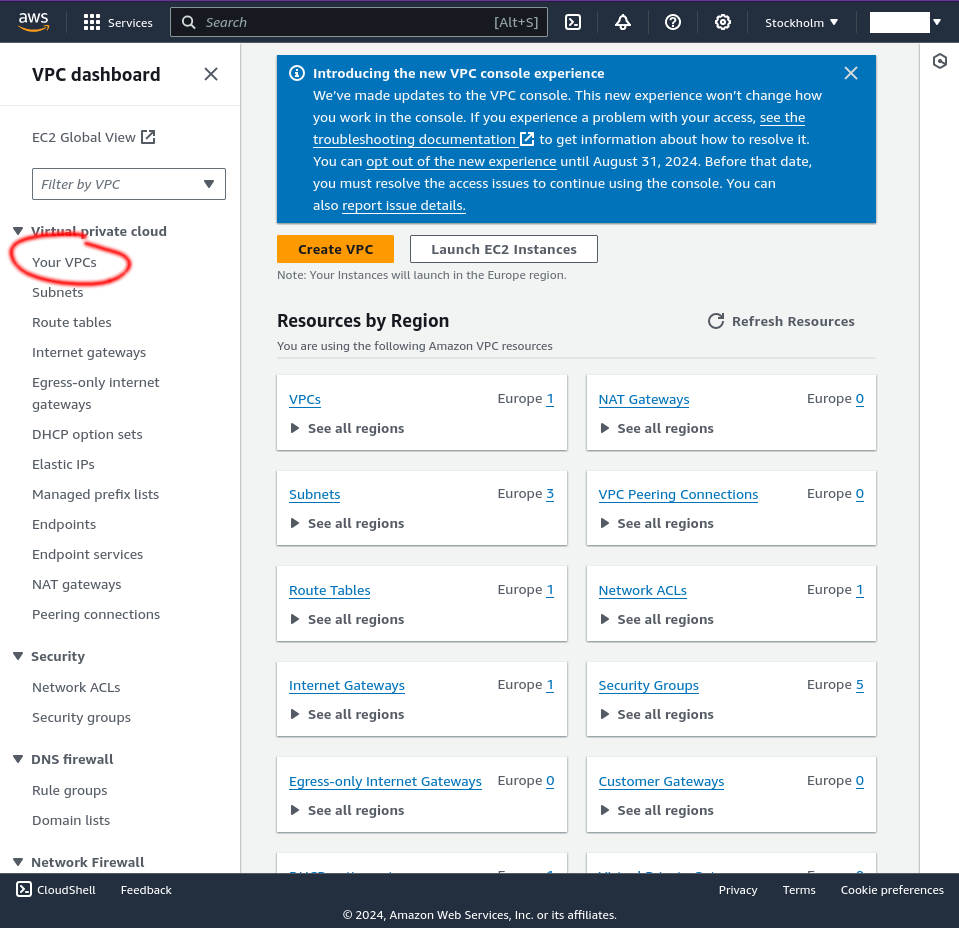 aws
Services
Search [Alt+S]
Stockholm
VPC dashboard
EC2 Global View
Filter by VPC
Virtual private cloud
Your VPCs
Subnets
Route tables
Internet gateways
Egress-only internet
gateways
DHCP option sets
Elastic IPs
Managed prefix lists
Endpoints
Endpoint services
NAT gateways
Peering connections
Security
Network ACLs
Security groups
DNS firewall
Rule groups
Domain lists
Network Firewall
Introducing the new VPC console experience
We've made updates to the VPC console. This new experience won't change how
you work in the console. If you experience a problem with your access, see the
troubleshooting documentation to get information about how to resolve it.
You can opt out of the new experience until August 31, 2024. Before that date,
you must resolve the access issues to continue using the console. You can
also report issue details.
Create VPC
Launch EC2 Instances
Note: Your Instances will launch in the Europe region.
Resources by Region
Refresh Resources
You are using the following Amazon VPC resources
VPCs Europe 1
See all regions
NAT Gateways Europe 0
See all regions
Subnets Europe 3
See all regions
VPC Peering Connections Europe 0
See all regions
Route Tables Europe 1
See all regions
Network ACLs Europe 1
See all regions
Internet Gateways Europe 1
See all regions
Security Groups Europe 5
See all regions
Egress-only Internet Gateways Europe 0
See all regions
Customer Gateways Europe 0
See all regions
CloudShell
Feedback
Privacy
Terms
Cookie preferences
© 2024, Amazon Web Services, Inc. or its affiliates.